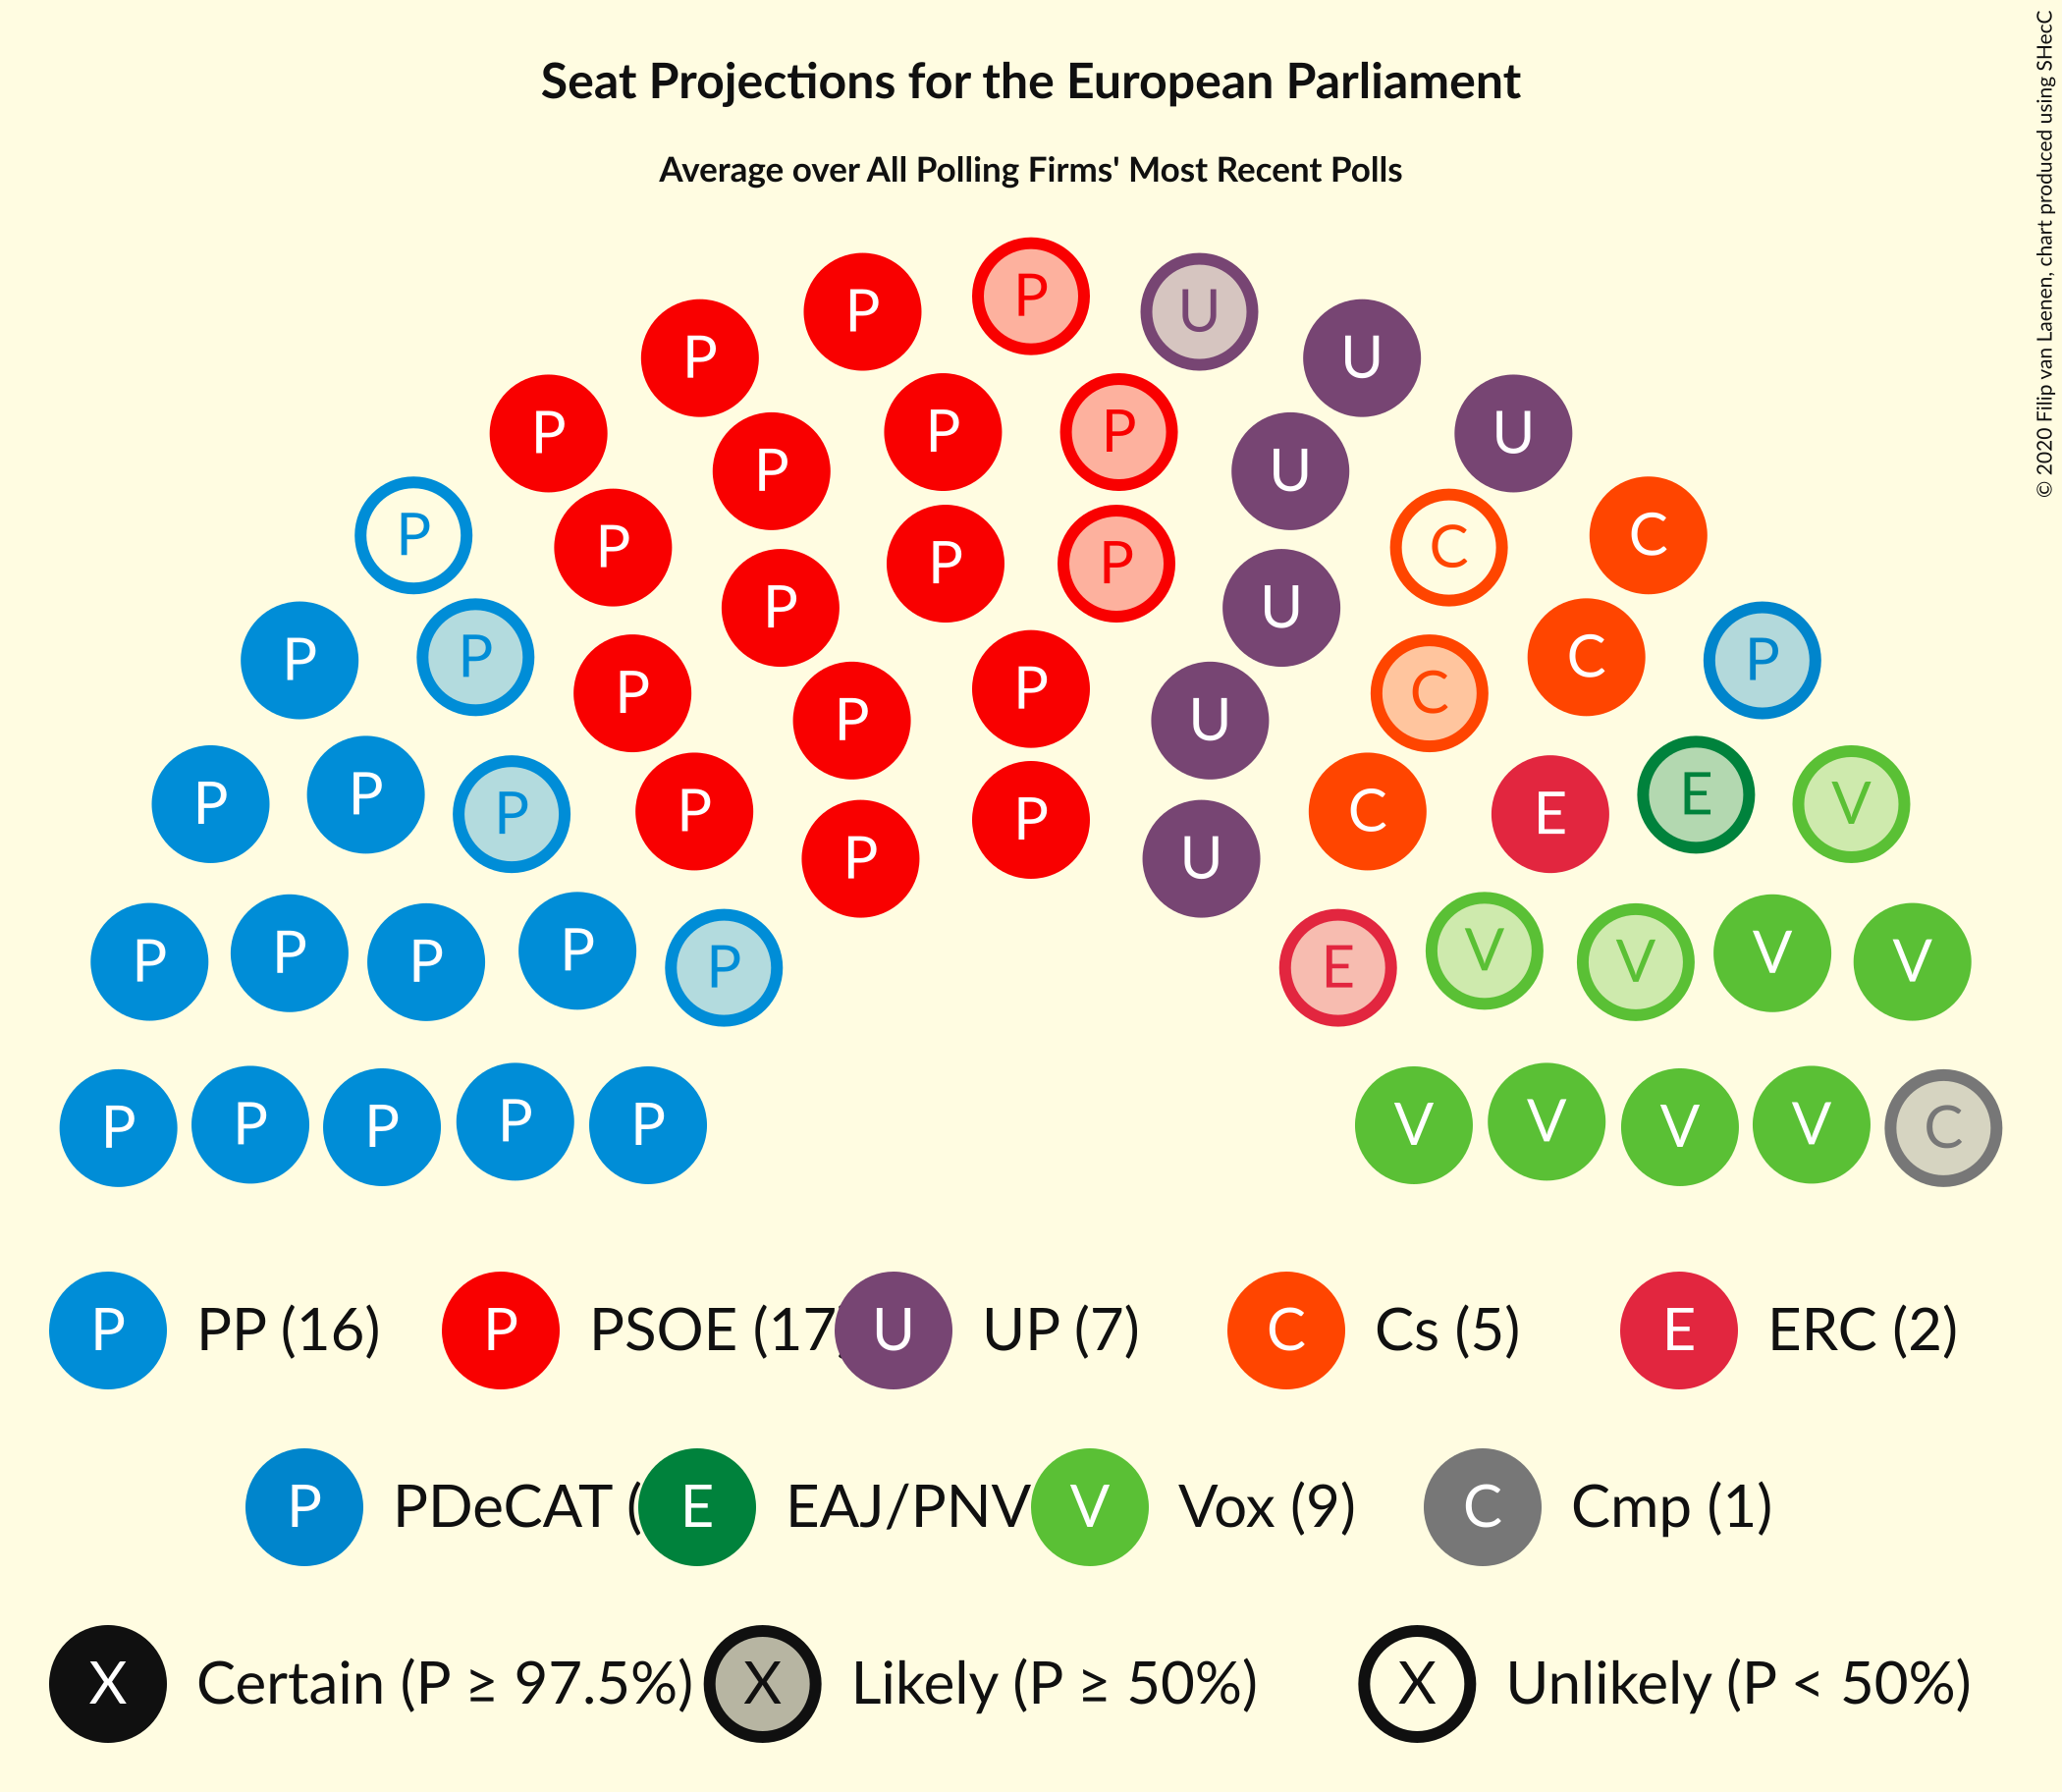 Seat Projections for the European Parliament
Average over All Polling Firms' Most Recent Polls
© 2020 Filip van Laenen, chart produced using SHecC
P
P U
P U
P P
P U
P U
P P
P C
P C
P P
P C
P C
P P
P U
P U
P P
P C
P E
P E V
P P C
P U
P U
P P P P P
E V V V V
P P P P P
V V V V C
P PP (16) P PSOE (17 U UP (7) C Cs (5) E ERC (2)
P PDeCAT ( E EAJ/PNV V Vox (9) C Cmp (1)
X Certain (P ≥ 97.5%) X Likely (P ≥ 50%) X Unlikely (P < 50%)